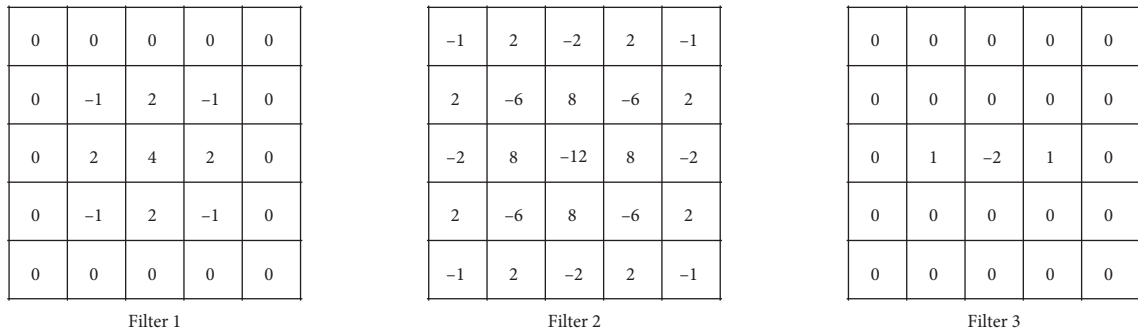 0 0 0 0 0
0 –1 2 –1 0
0 2 4 2 0
0 –1 2 –1 0
0 0 0 0 0
Filter 1
–1 2 –2 2 –1
2 –6 8 –6 2
–2 8 –12 8 –2
2 –6 8 –6 2
–1 2 –2 2 –1
Filter 2
0 0 0 0 0
0 0 0 0 0
0 1 –2 1 0
0 0 0 0 0
0 0 0 0 0
Filter 3